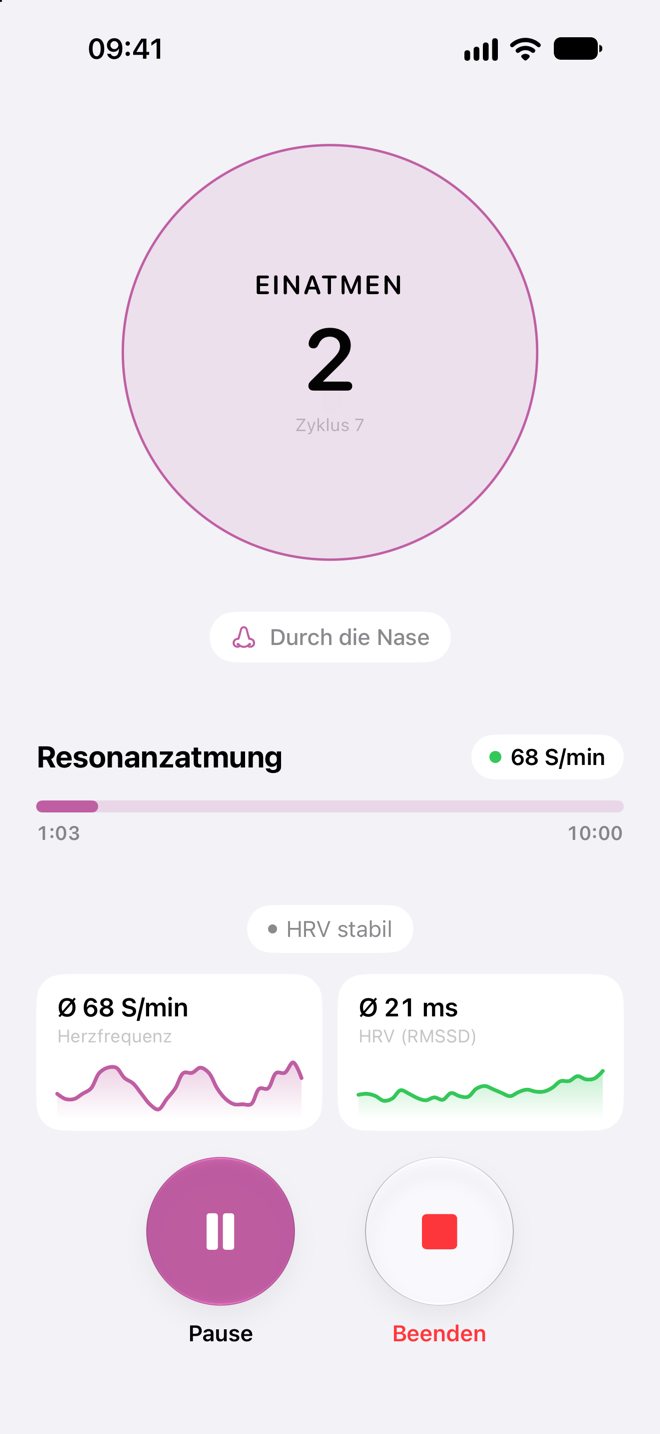 09:41
EINATMEN
2
Zyklus 7
Durch die Nase
Resonanzatmung
68 S/min
1:03
10:00
HRV stabil
Ø 68 S/min
Herzfrequenz
Ø 21 ms
HRV (RMSSD)
Pause
Beenden